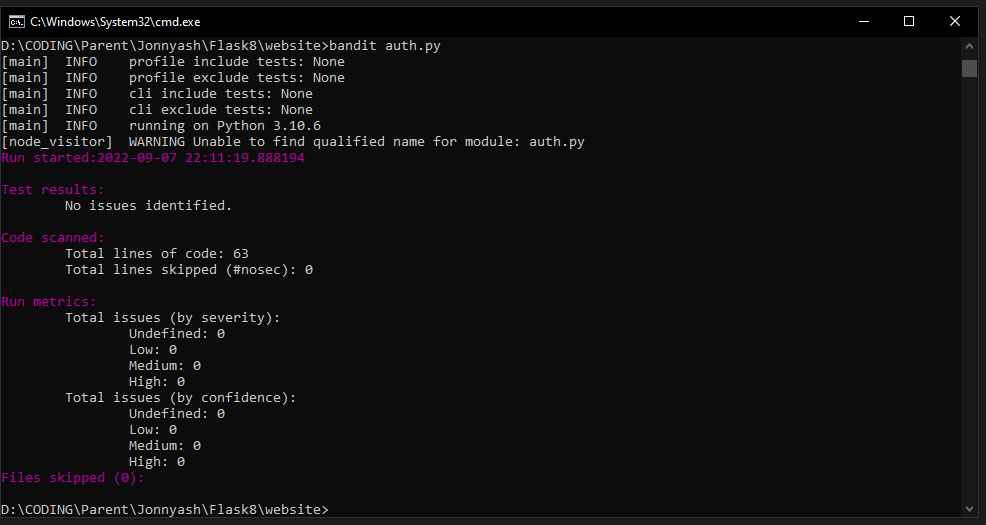 C:\Windows\System32\cmd.exe
D:\CODING\Parent\Jonnyash\Flask8\website>bandit auth.py
[main]  INFO    profile include tests: None
[main]  INFO    profile exclude tests: None
[main]  INFO    cli include tests: None
[main]  INFO    cli exclude tests: None
[main]  INFO    running on Python 3.10.6
[node_visitor]  WARNING Unable to find qualified name for module: auth.py
Run started:2022-09-07 22:11:19.888194
Test results:
        No issues identified.
Code scanned:
        Total lines of code: 63
        Total lines skipped (#nosec): 0
Run metrics:
        Total issues (by severity):
                Undefined: 0
                Low: 0
                Medium: 0
                High: 0
        Total issues (by confidence):
                Undefined: 0
                Low: 0
                Medium: 0
                High: 0
Files skipped (0):
D:\CODING\Parent\Jonnyash\Flask8\website>